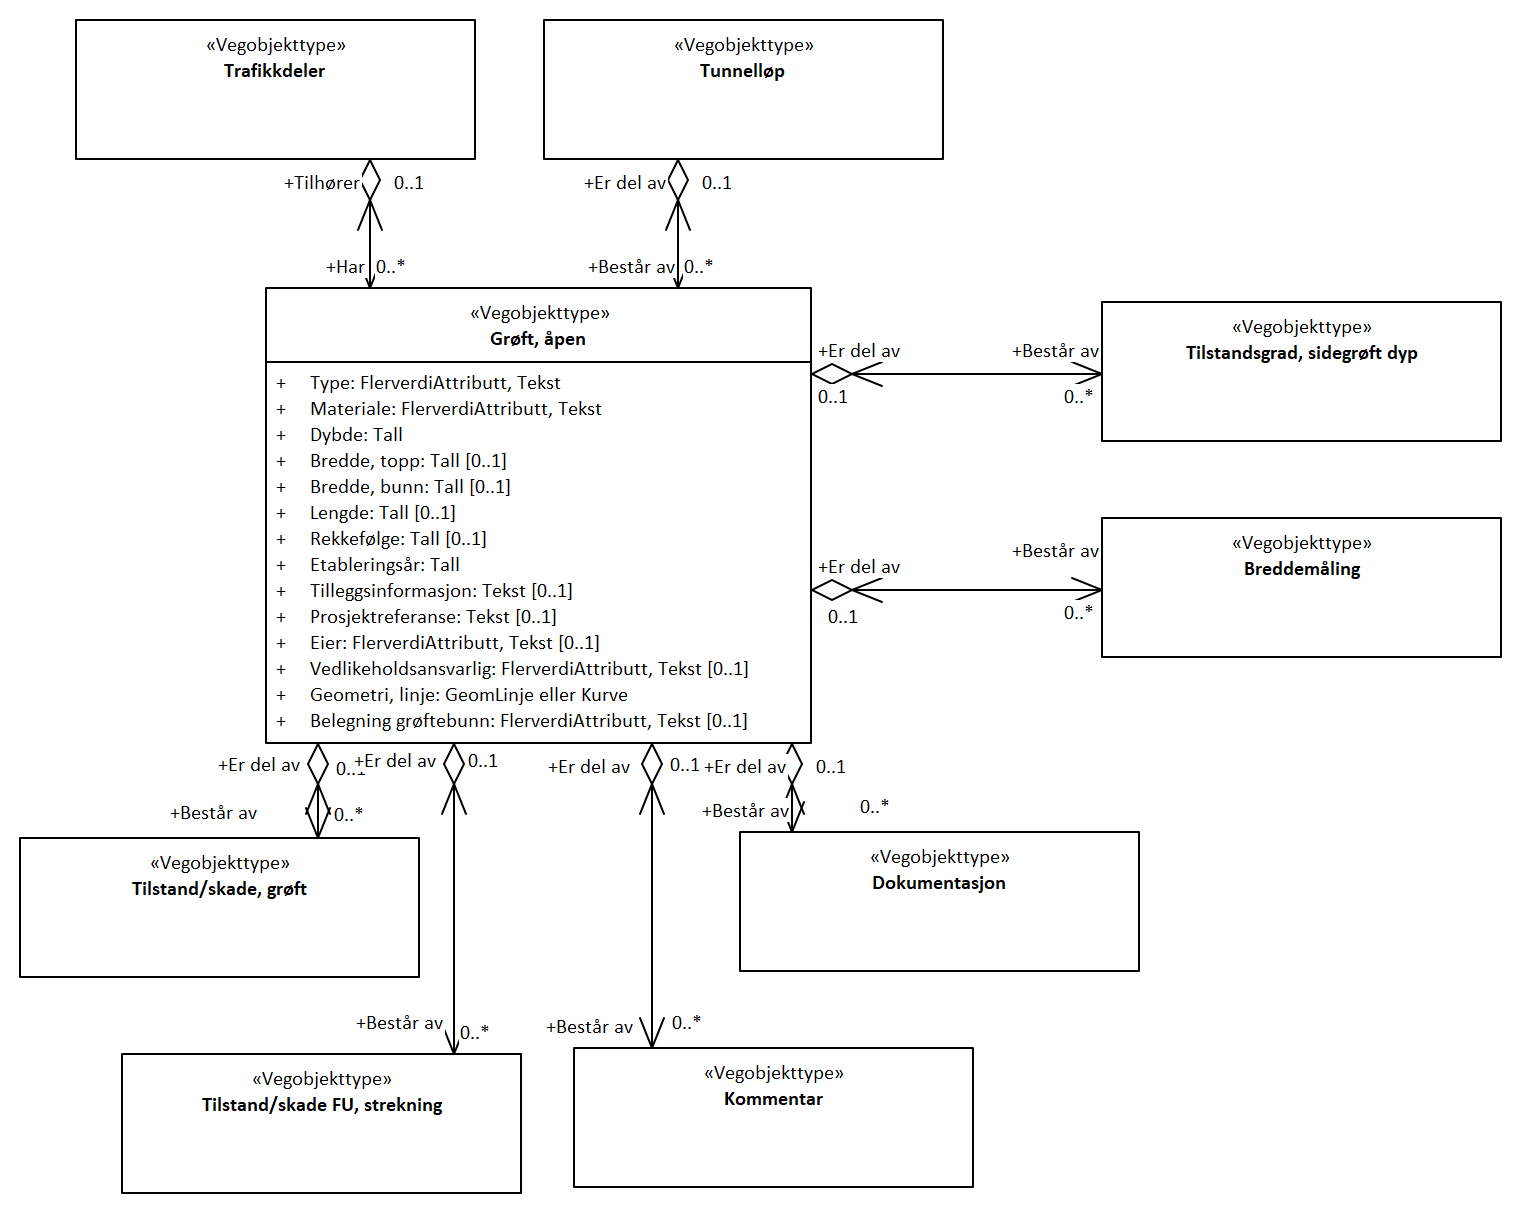 «Vegobjekttype»
Trafikkdeler
«Vegobjekttype»
Tunnelløp
+Tilhører
0..1
+Er del av
0..1
+Har
0..*
+Består av
0..*
«Vegobjekttype»
Grøft, åpen
+ Type: FlerverdiAttributt, Tekst
+ Materiale: FlerverdiAttributt, Tekst
+ Dybde: Tall
+ Bredde, topp: Tall [0..1]
+ Bredde, bunn: Tall [0..1]
+ Lengde: Tall [0..1]
+ Rekkefølge: Tall [0..1]
+ Etableringsår: Tall
+ Tilleggsinformasjon: Tekst [0..1]
+ Prosjektreferanse: Tekst [0..1]
+ Eier: FlerverdiAttributt, Tekst [0..1]
+ Vedlikeholdsansvarlig: FlerverdiAttributt, Tekst [0..1]
+ Geometri, linje: GeomLinje eller Kurve
+ Belegning grøftebunn: FlerverdiAttributt, Tekst [0..1]
+Er del av
0..1
+Består av
0..*
«Vegobjekttype»
Tilstandsgrad, sidegrøft dyp
+Er del av
0..1
+Består av
0..*
«Vegobjekttype»
Breddemåling
+Er del av
0..1
+Er del av
0..1
+Er del av
0..1
+Er del av
0..1
+Består av
0..*
+Består av
0..*
«Vegobjekttype»
Tilstand/skade, grøft
«Vegobjekttype»
Dokumentasjon
+Består av
0..*
+Består av
0..*
«Vegobjekttype»
Tilstand/skade FU, strekning
«Vegobjekttype»
Kommentar